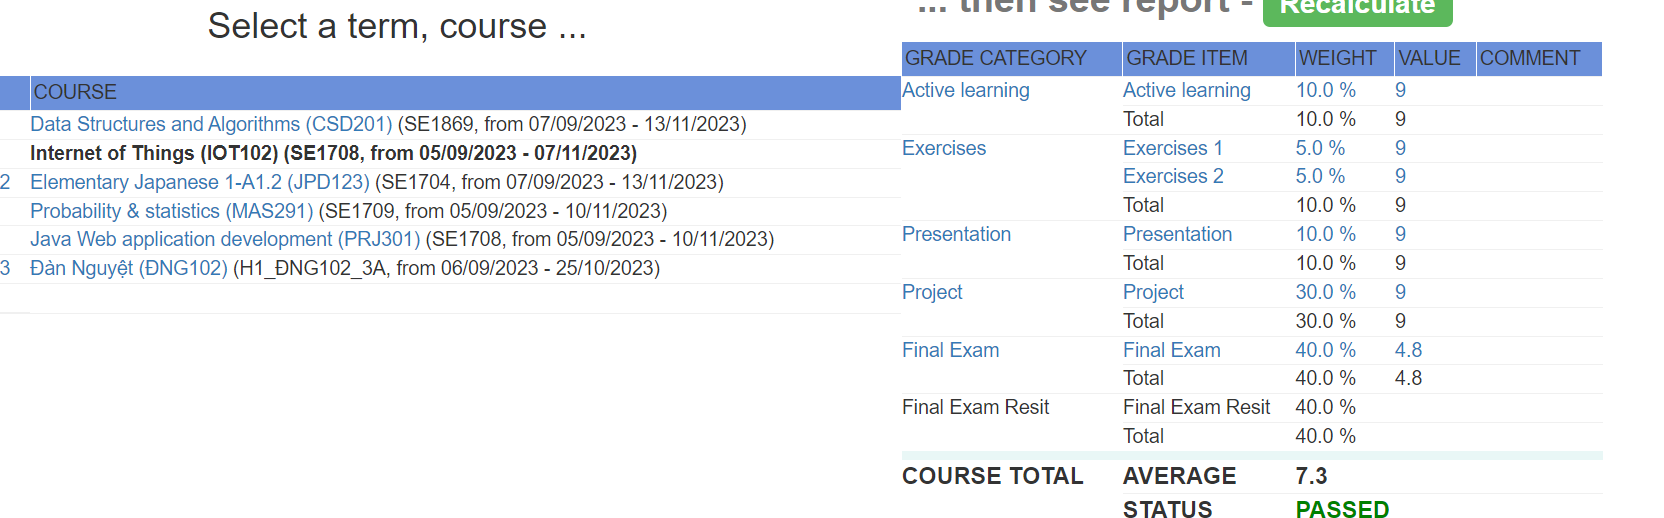 Select a term, course ...
COURSE
Data Structures and Algorithms (CSD201) (SE1869, from 07/09/2023 - 13/11/2023)
Internet of Things (IOT102) (SE1708, from 05/09/2023 - 07/11/2023)
2 Elementary Japanese 1-A1.2 (JPD123) (SE1704, from 07/09/2023 - 13/11/2023)
Probability & statistics (MAS291) (SE1709, from 05/09/2023 - 10/11/2023)
Java Web application development (PRJ301) (SE1708, from 05/09/2023 - 10/11/2023)
3 Đàn Nguyệt (ĐNG102) (H1_ĐNG102_3A, from 06/09/2023 - 25/10/2023)
... then see report - Recalculate
GRADE CATEGORY GRADE ITEM WEIGHT VALUE COMMENT
Active learning Active learning 10.0 % 9
Total 10.0 % 9
Exercises Exercises 1 5.0 % 9
Exercises 2 5.0 % 9
Total 10.0 % 9
Presentation Presentation 10.0 % 9
Total 10.0 % 9
Project Project 30.0 % 9
Total 30.0 % 9
Final Exam Final Exam 40.0 % 4.8
Total 40.0 % 4.8
Final Exam Resit Final Exam Resit 40.0 %
Total 40.0 %
COURSE TOTAL AVERAGE 7.3
STATUS PASSED